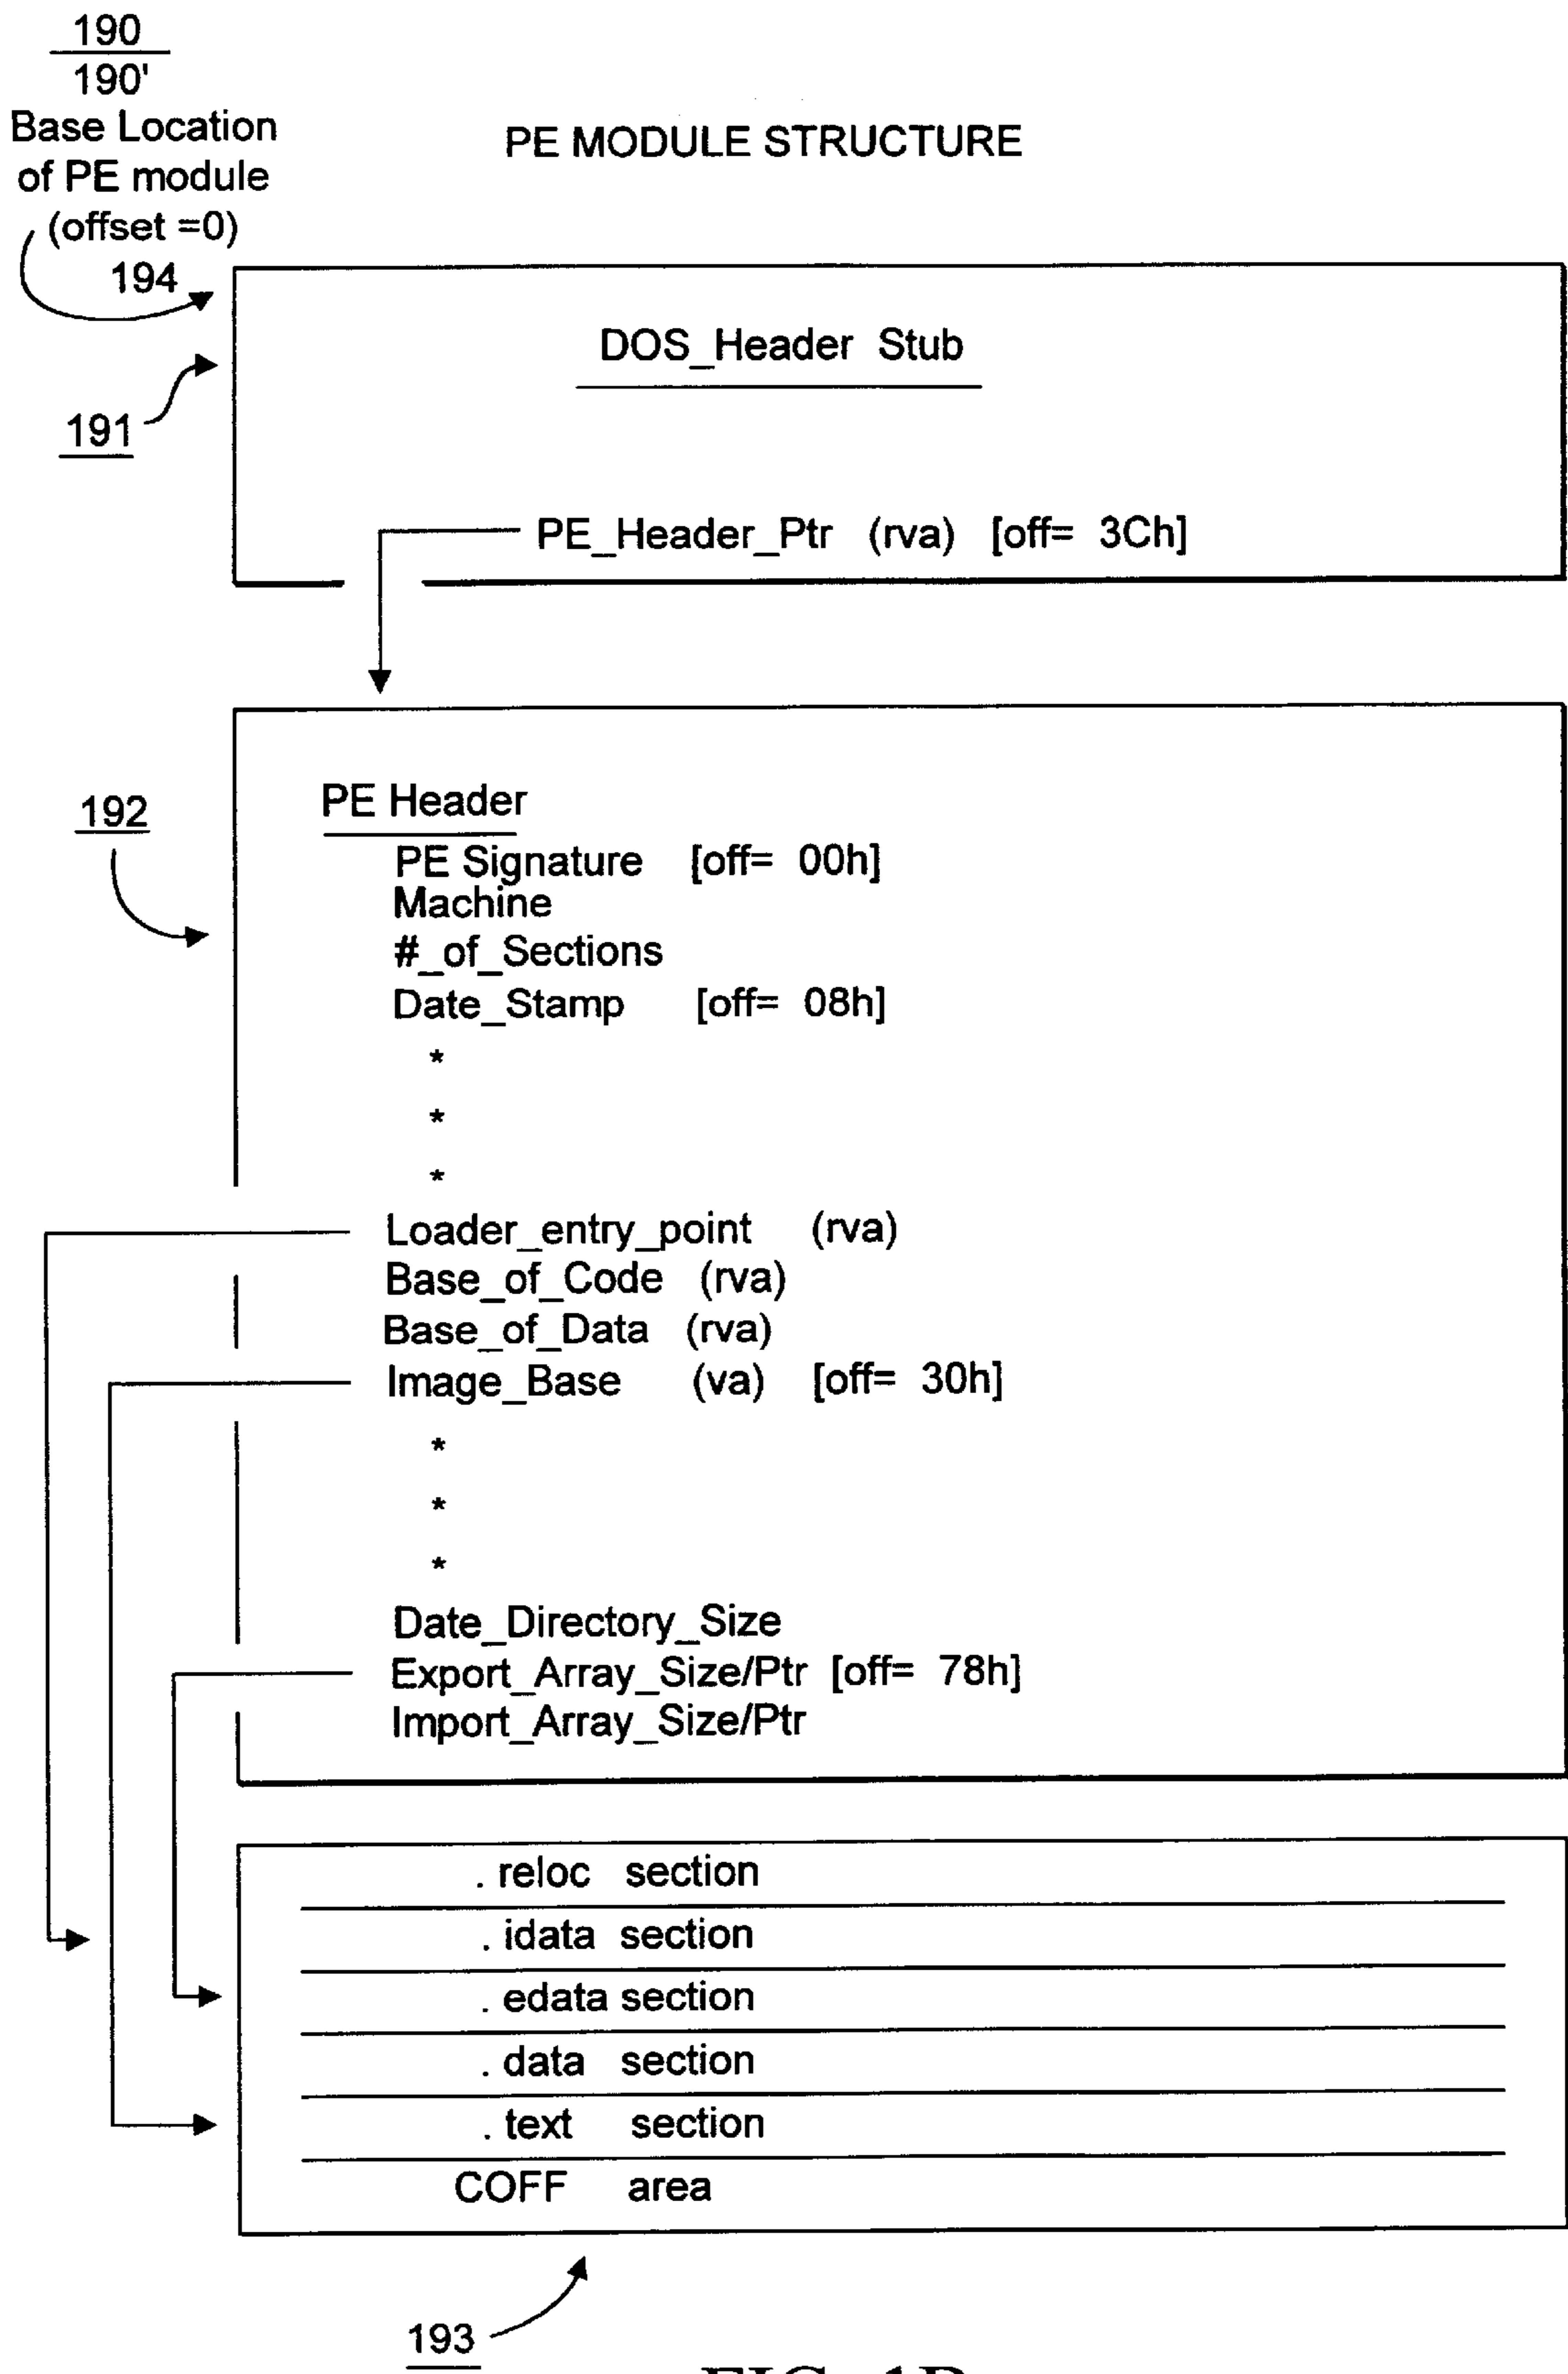 190
190'
Base Location
of PE module
(offset =0)
194
PE MODULE STRUCTURE
191
DOS_Header Stub
PE_Header_Ptr (rva) [off= 3Ch]
192
PE Header
PE Signature [off= 00h]
Machine
#_of_Sections
Date_Stamp [off= 08h]
*
*
*
Loader_entry_point (rva)
Base_of_Code (rva)
Base_of_Data (rva)
Image_Base (va) [off= 30h]
*
*
*
Date_Directory_Size
Export_Array_Size/Ptr [off= 78h]
Import_Array_Size/Ptr
. reloc section
. idata section
. edata section
. data section
. text section
COFF area
193